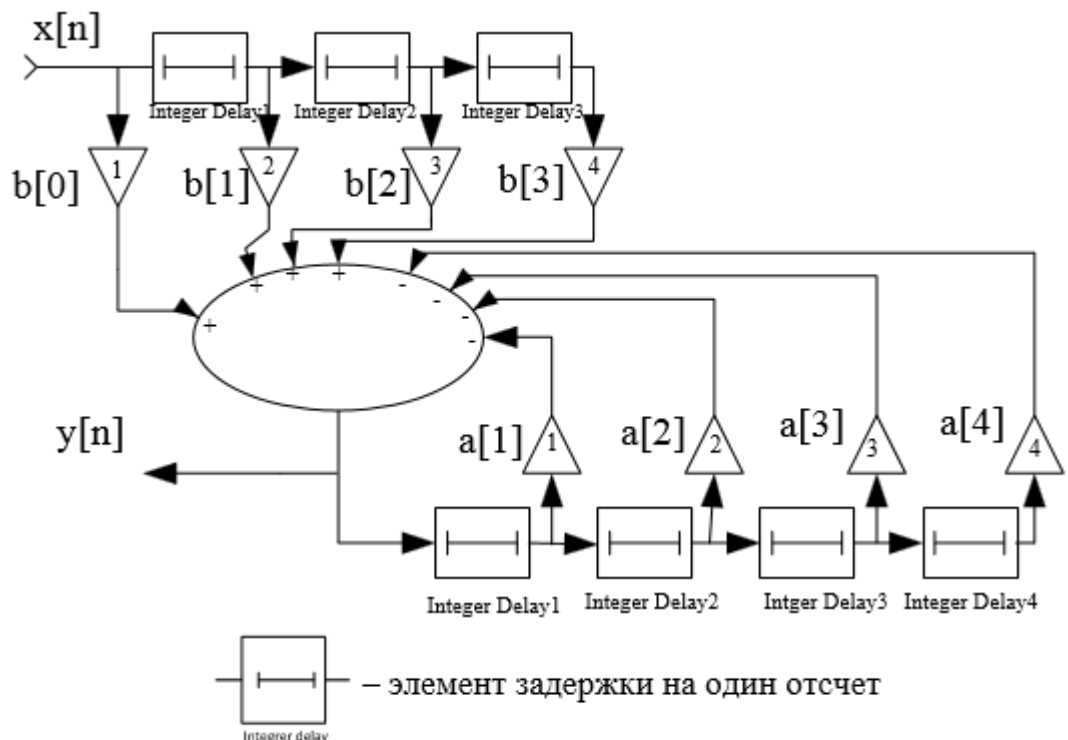 x[n]
Integer Delay1 Integer Delay2 Integer Delay3
1 2 3 4
b[0] b[1] b[2] b[3]
+ + + + - - - -
y[n]
a[1] a[2] a[3] a[4]
1 2 3 4
Integer Delay1 Integer Delay2 Intger Delay3 Integer Delay4
– элемент задержки на один отсчет
Integrer delay